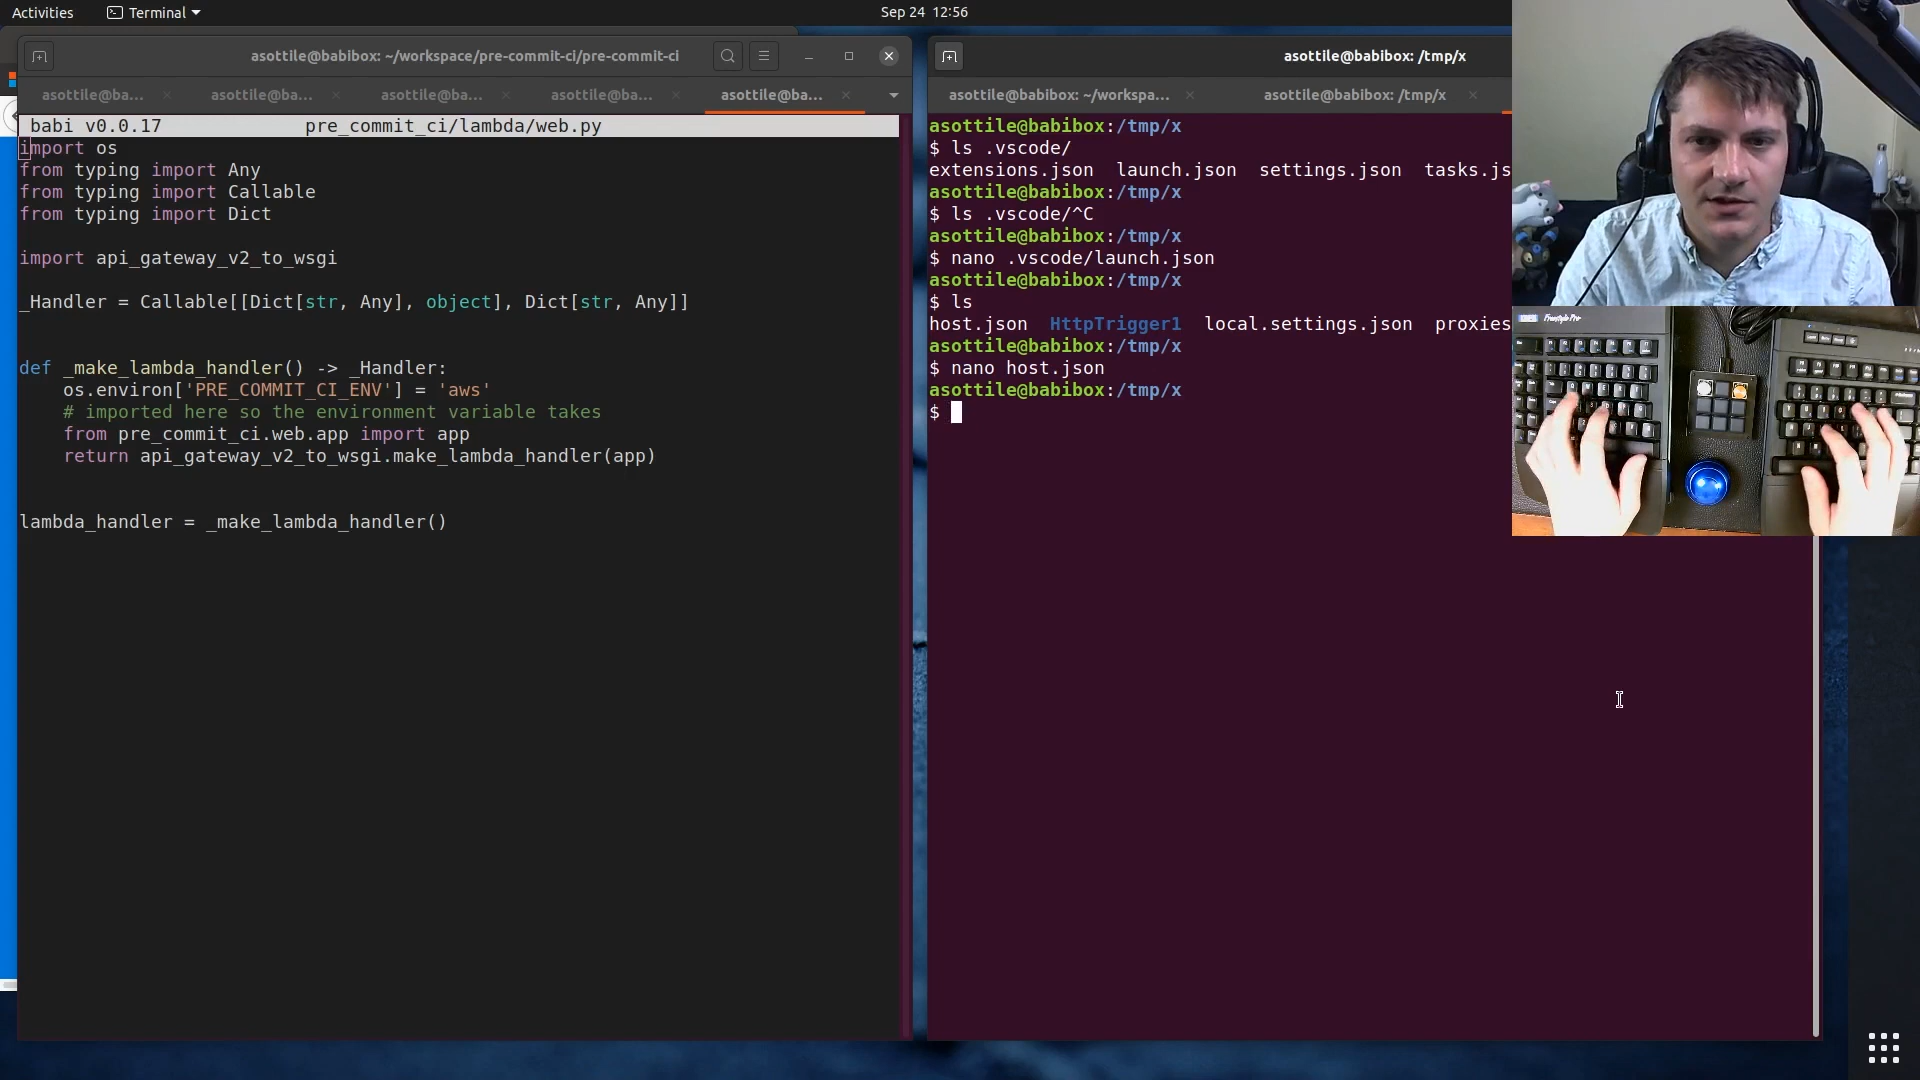 Activities
Terminal
Sep 24 12:56
asottile@babibox: ~/workspace/pre-commit-ci/pre-commit-ci
asottile@ba... × asottile@ba... × asottile@ba... × asottile@ba... × asottile@ba... ×
babi v0.0.17 pre_commit_ci/lambda/web.py
import os
from typing import Any
from typing import Callable
from typing import Dict
import api_gateway_v2_to_wsgi
_Handler = Callable[[Dict[str, Any], object], Dict[str, Any]]
def _make_lambda_handler() -> _Handler:
    os.environ['PRE_COMMIT_CI_ENV'] = 'aws'
    # imported here so the environment variable takes
    from pre_commit_ci.web.app import app
    return api_gateway_v2_to_wsgi.make_lambda_handler(app)
lambda_handler = _make_lambda_handler()
asottile@babibox: /tmp/x
asottile@babibox: ~/workspa... × asottile@babibox: /tmp/x ×
asottile@babibox:/tmp/x
$ ls .vscode/
extensions.json launch.json settings.json tasks.js
asottile@babibox:/tmp/x
$ ls .vscode/^C
asottile@babibox:/tmp/x
$ nano .vscode/launch.json
asottile@babibox:/tmp/x
$ ls
host.json HttpTrigger1 local.settings.json proxies
asottile@babibox:/tmp/x
$ nano host.json
asottile@babibox:/tmp/x
$
Freestyle Pro